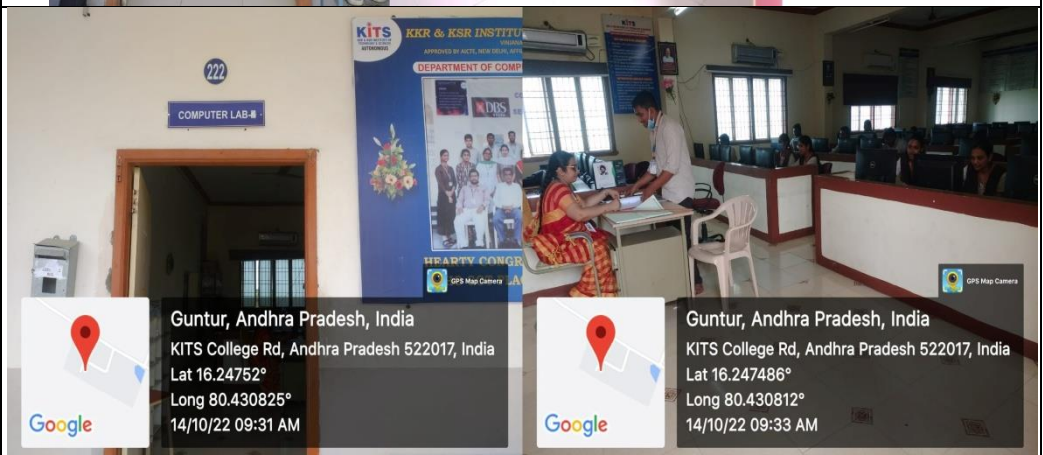 222
COMPUTER LAB-
KITS
AUTONOMOUS
KKR & KSR INSTITU
APPROVED BY AICTE, NEW DELHI,
DEPARTMENT OF COMP
DBS
HEARTY CONGR
GPS Map Camera
Guntur, Andhra Pradesh, India
KITS College Rd, Andhra Pradesh 522017, India
Lat 16.24752°
Long 80.430825°
14/10/22 09:31 AM
Google
GPS Map Camera
Guntur, Andhra Pradesh, India
KITS College Rd, Andhra Pradesh 522017, India
Lat 16.247486°
Long 80.430812°
14/10/22 09:33 AM
Google